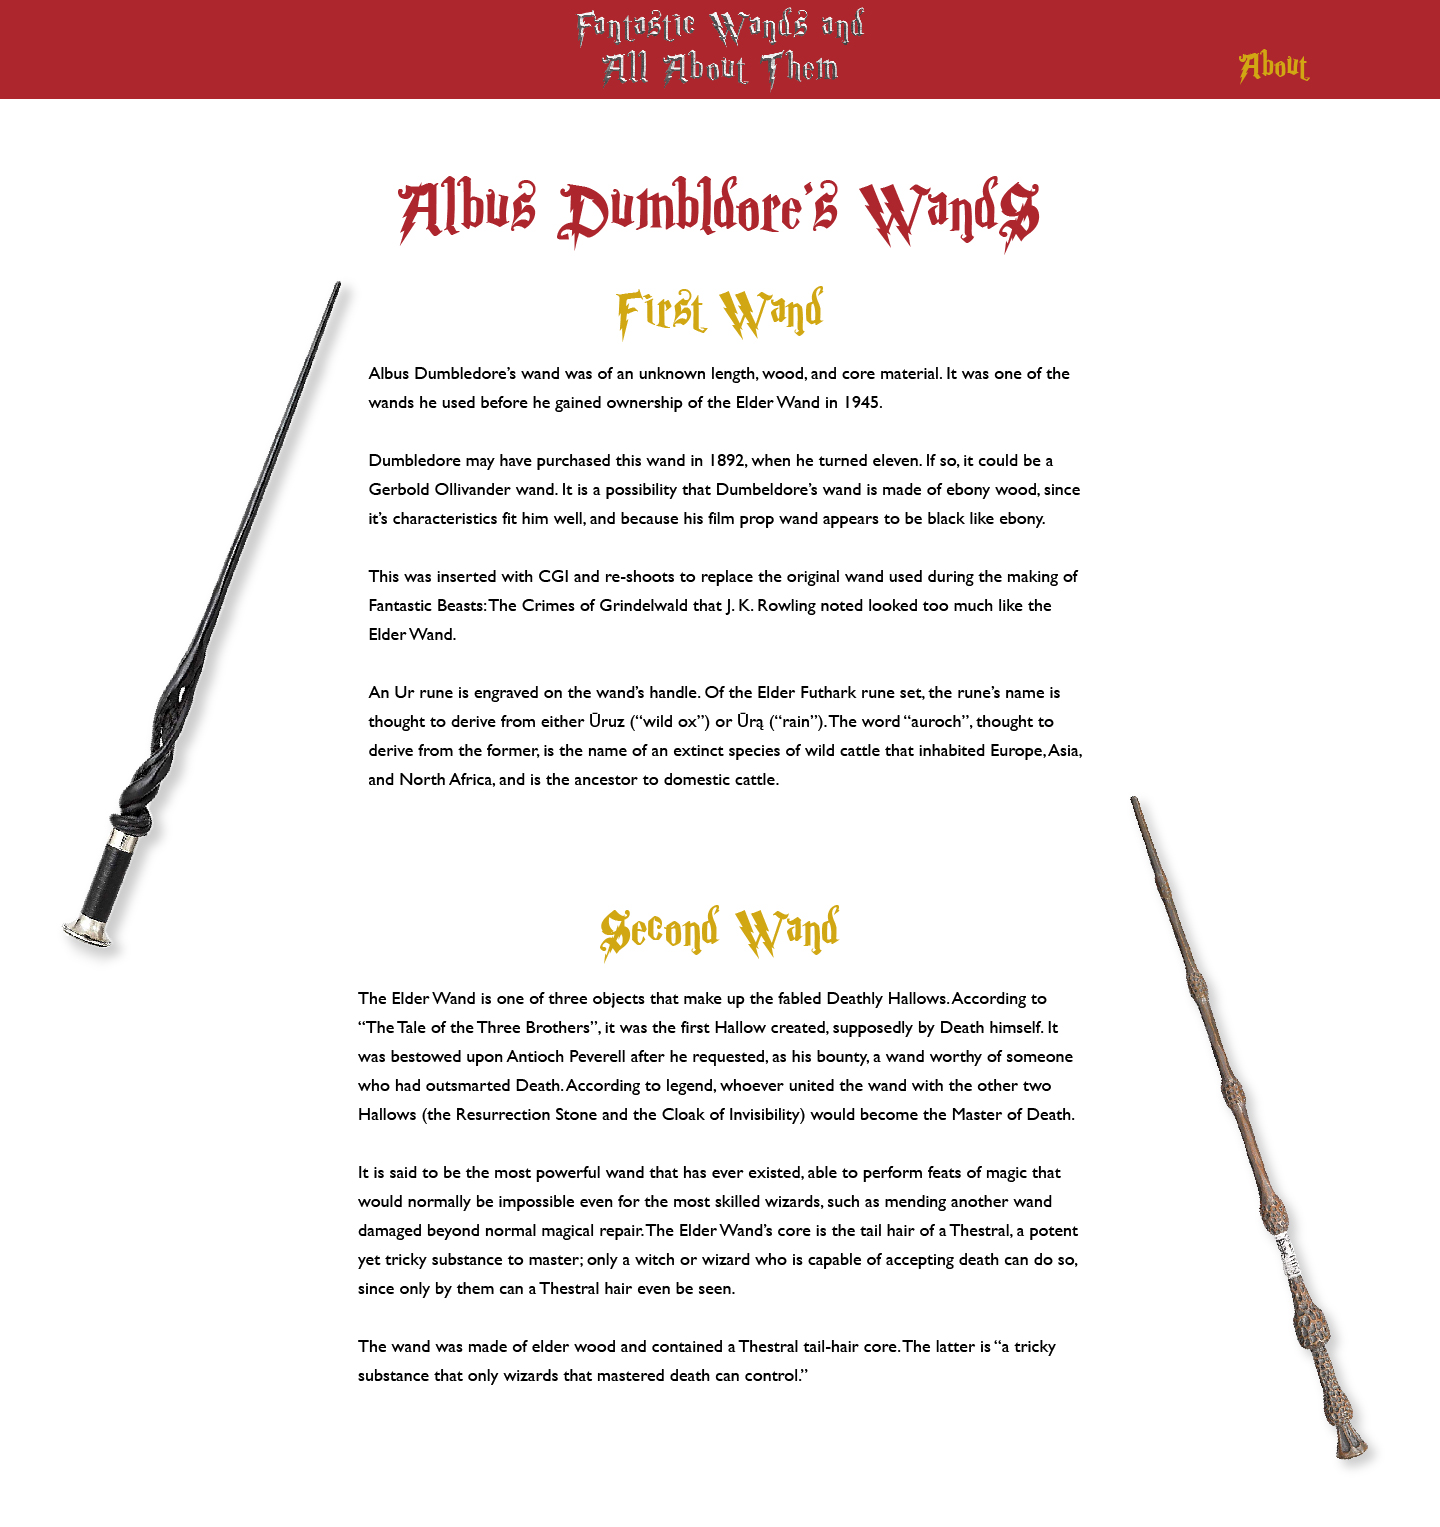 Fantastic Wands and
All About Them
About
Albus Dumbldore's WandS
First Wand
Albus Dumbledore’s wand was of an unknown length, wood, and core material. It was one of the
wands he used before he gained ownership of the Elder Wand in 1945.
Dumbledore may have purchased this wand in 1892, when he turned eleven. If so, it could be a
Gerbold Ollivander wand. It is a possibility that Dumbeldore’s wand is made of ebony wood, since
it’s characteristics fit him well, and because his film prop wand appears to be black like ebony.
This was inserted with CGI and re-shoots to replace the original wand used during the making of
Fantastic Beasts: The Crimes of Grindelwald that J. K. Rowling noted looked too much like the
Elder Wand.
An Ur rune is engraved on the wand’s handle. Of the Elder Futhark rune set, the rune’s name is
thought to derive from either Ūruz (“wild ox”) or Ūrą (“rain”). The word “auroch”, thought to
derive from the former, is the name of an extinct species of wild cattle that inhabited Europe, Asia,
and North Africa, and is the ancestor to domestic cattle.
Second Wand
The Elder Wand is one of three objects that make up the fabled Deathly Hallows. According to
“The Tale of the Three Brothers”, it was the first Hallow created, supposedly by Death himself. It
was bestowed upon Antioch Peverell after he requested, as his bounty, a wand worthy of someone
who had outsmarted Death. According to legend, whoever united the wand with the other two
Hallows (the Resurrection Stone and the Cloak of Invisibility) would become the Master of Death.
It is said to be the most powerful wand that has ever existed, able to perform feats of magic that
would normally be impossible even for the most skilled wizards, such as mending another wand
damaged beyond normal magical repair. The Elder Wand’s core is the tail hair of a Thestral, a potent
yet tricky substance to master; only a witch or wizard who is capable of accepting death can do so,
since only by them can a Thestral hair even be seen.
The wand was made of elder wood and contained a Thestral tail-hair core. The latter is “a tricky
substance that only wizards that mastered death can control.”